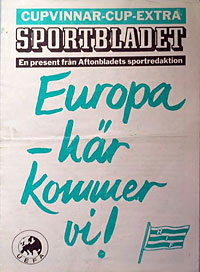 CUPVINNAR-CUP-EXTRA
SPORTBLADET
En present från Aftonbladets sportredaktion
Europa
-här
kommer
vi!
UEFA